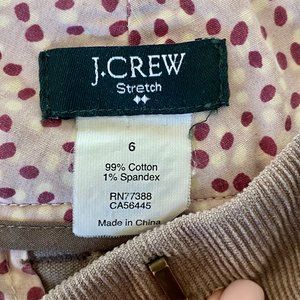 J.CREW
Stretch
6
99% Cotton
1% Spandex
RN77388
CA56445
Made in China